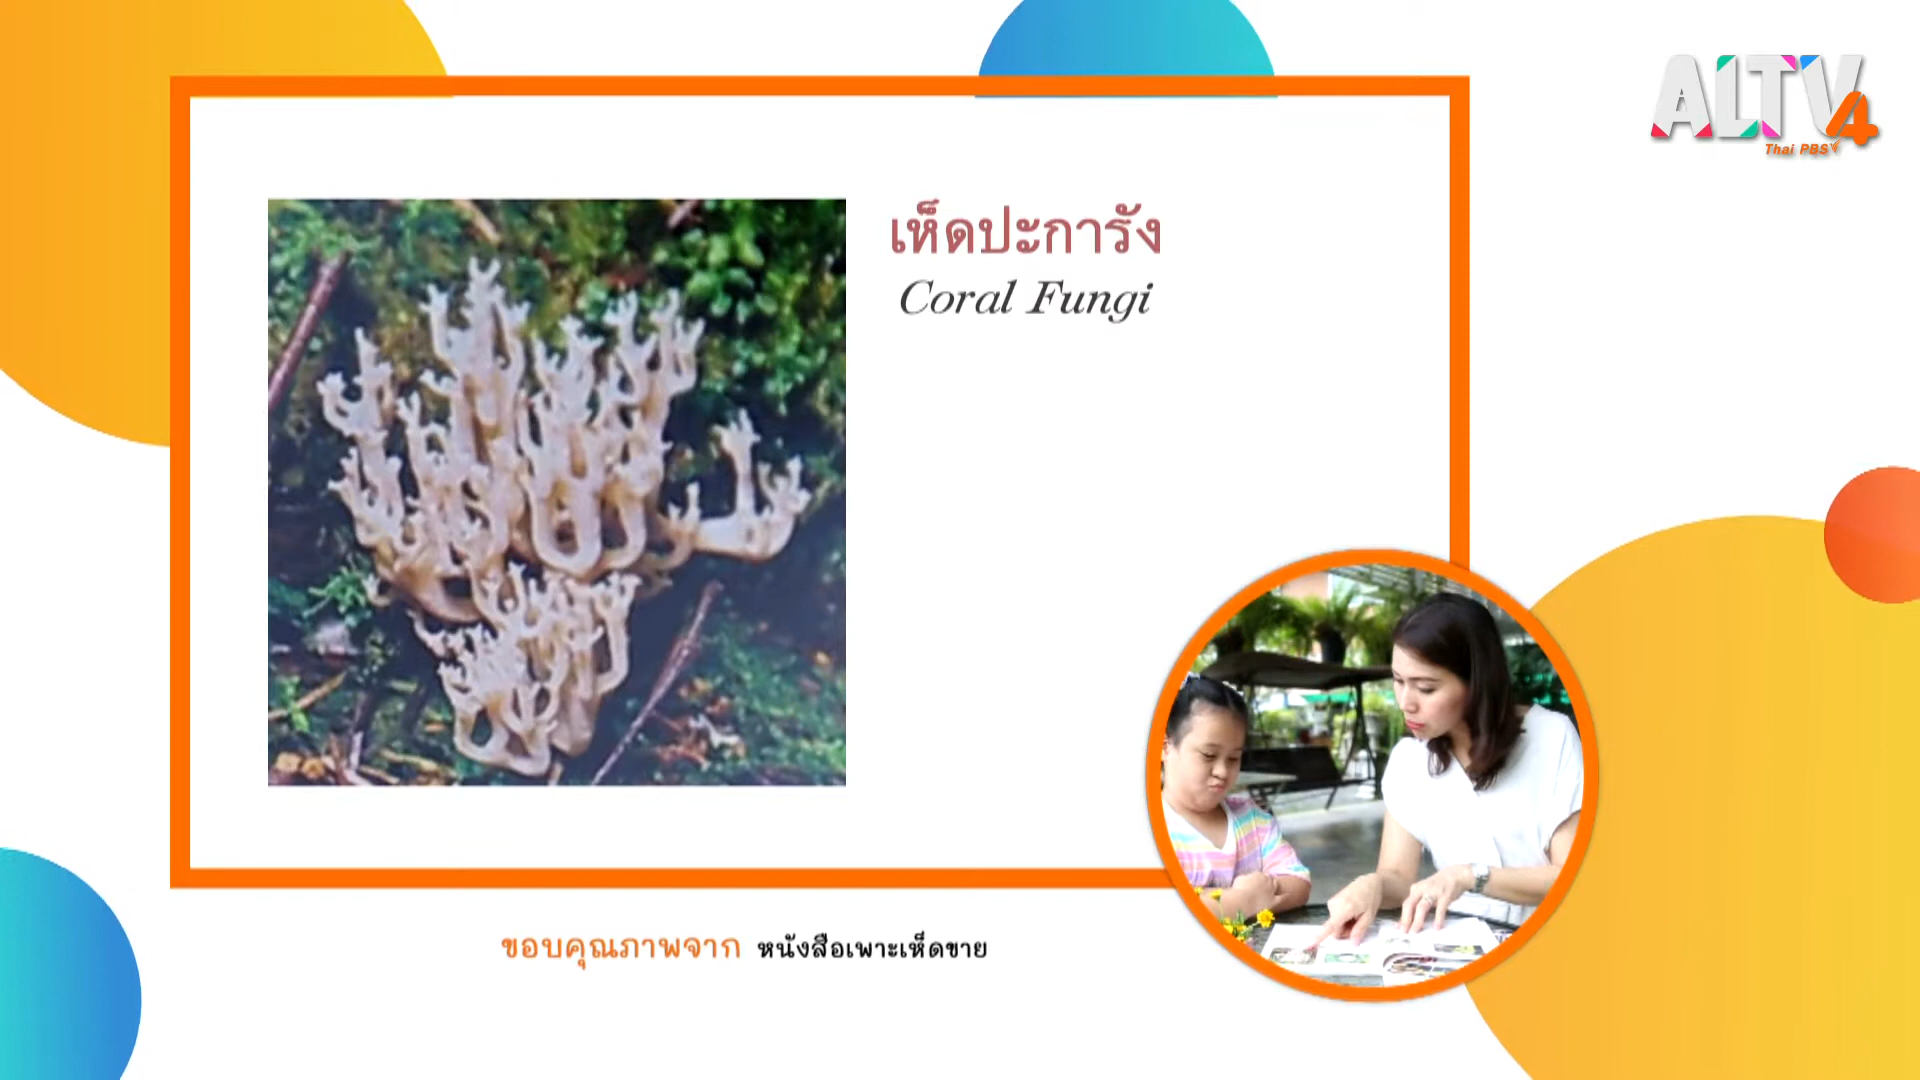 ALTV4
Thai PBS
เห็ดปะการัง
Coral Fungi
ขอบคุณภาพจาก หนังสือเพาะเห็ดขาย